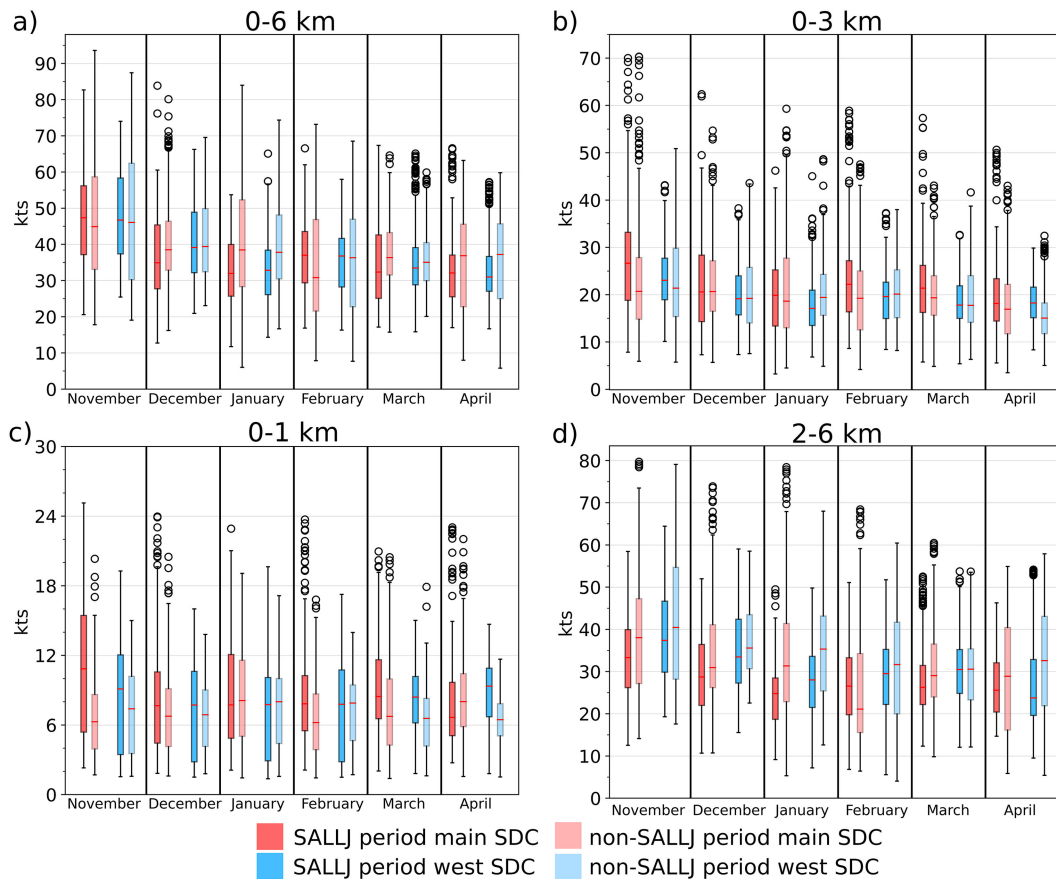 a) 0-6 km
kts
90
80
70
60
50
40
30
20
10
0
November December January February March April
b) 0-3 km
kts
70
60
50
40
30
20
10
0
November December January February March April
c) 0-1 km
kts
30
24
18
12
6
0
November December January February March April
d) 2-6 km
kts
80
70
60
50
40
30
20
10
0
November December January February March April
SALLJ period main SDC
non-SALLJ period main SDC
SALLJ period west SDC
non-SALLJ period west SDC